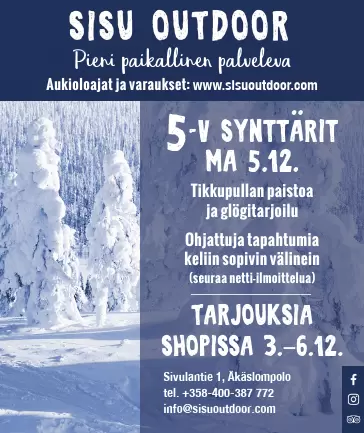 SISU OUTDOOR
Pieni paikallinen palveleva
Aukioloajat ja varaukset: www.sisuoutdoor.com
5-V SYNTTÄRIT
MA 5.12.
Tikkupullan paistoa
ja glögitarjoilu
Ohjattuja tapahtumia
keliin sopivin välinein
(seuraa netti-ilmoittelua)
TARJOUKSIA
SHOPISSA 3.–6.12.
Sivulantie 1, Äkäslompolo
tel. +358-400-387 772
info@sisuoutdoor.com